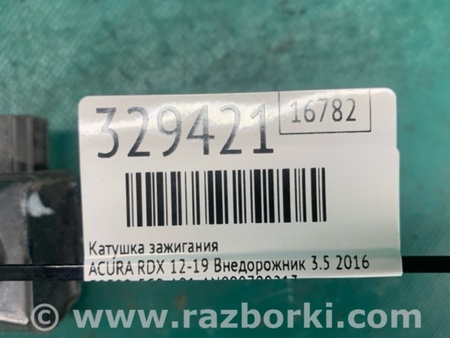 329421
16782
Катушка зажигания
ACURA RDX 12-19 Внедорожник 3.5 2016
www.razborki.com